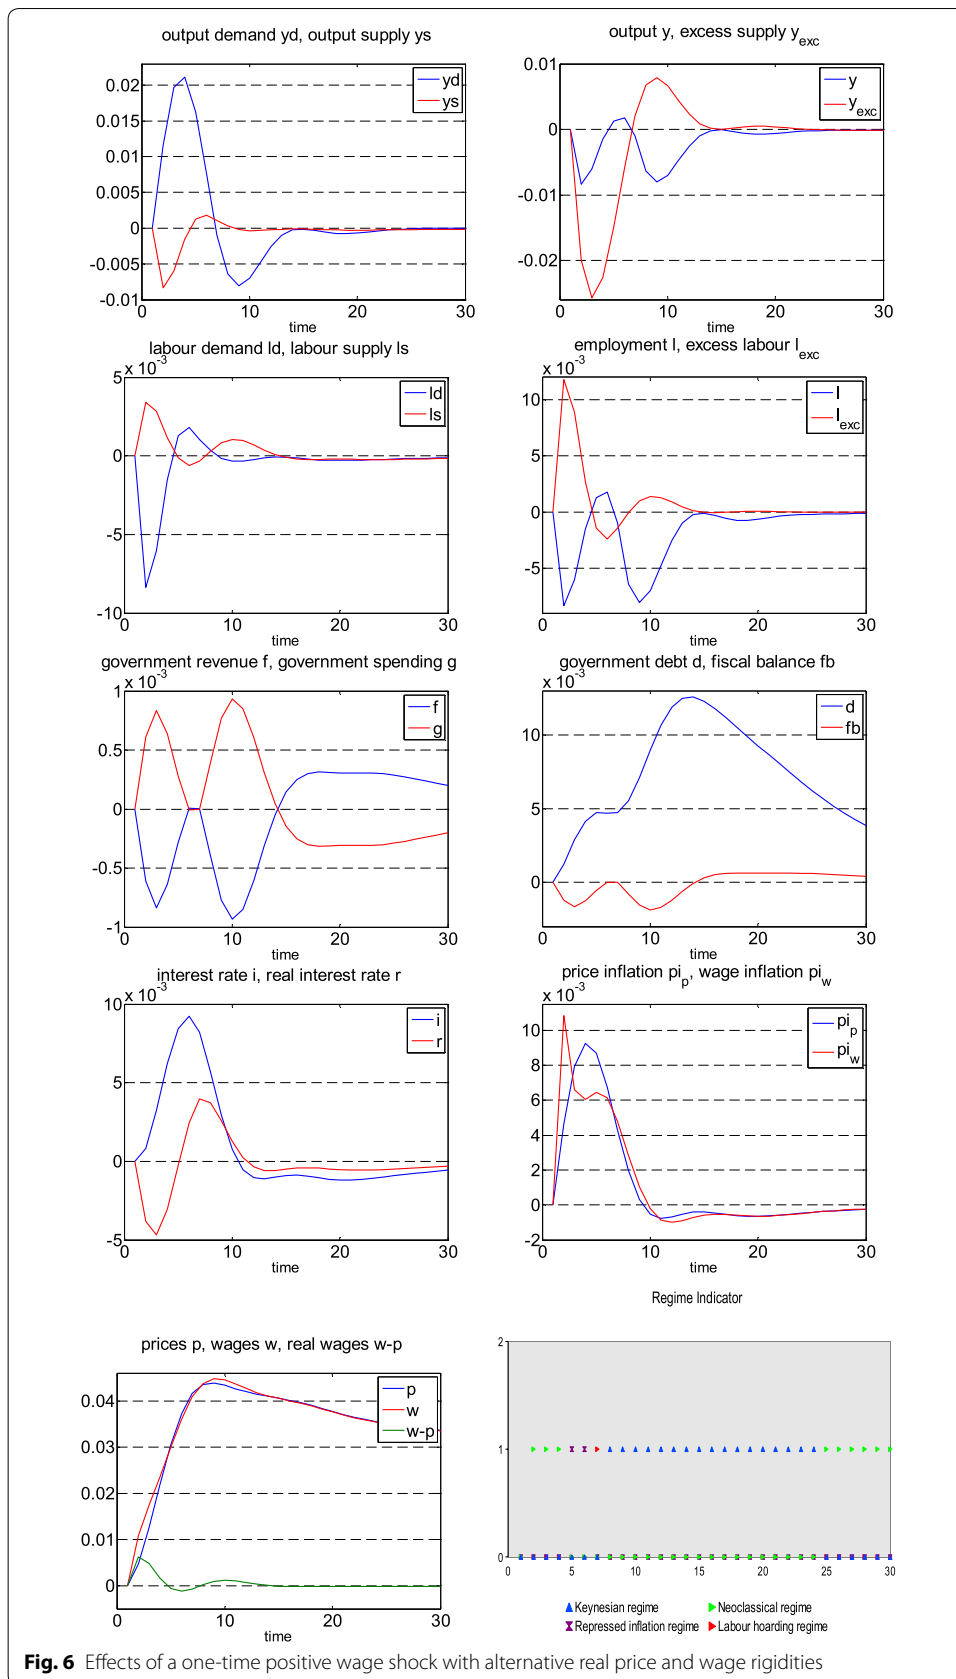 output demand yd, output supply ys
0.02
0.015
0.01
0.005
0
-0.005
-0.01
0 10 20 30
time
yd
ys
output y, excess supply y_exc
0.01
0
-0.01
-0.02
0 10 20 30
time
y
y_exc
labour demand ld, labour supply ls
x 10^-3
5
0
-5
-10
0 10 20 30
time
ld
ls
employment l, excess labour l_exc
x 10^-3
10
5
0
-5
0 10 20 30
time
l
l_exc
government revenue f, government spending g
x 10^-3
1
0.5
0
-0.5
-1
0 10 20 30
time
f
g
government debt d, fiscal balance fb
x 10^-3
10
5
0
0 10 20 30
time
d
fb
interest rate i, real interest rate r
x 10^-3
10
5
0
-5
0 10 20 30
time
i
r
price inflation pi_p, wage inflation pi_w
x 10^-3
10
8
6
4
2
0
-2
0 10 20 30
time
pi_p
pi_w
prices p, wages w, real wages w-p
0.04
0.03
0.02
0.01
0
0 10 20 30
time
p
w
w-p
Regime Indicator
2
1
0
0 5 10 15 20 25 30
Keynesian regime
Neoclassical regime
Repressed inflation regime
Labour hoarding regime
Fig. 6 Effects of a one-time positive wage shock with alternative real price and wage rigidities